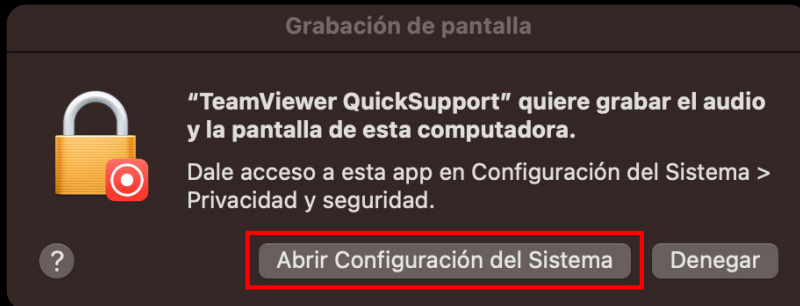 Grabación de pantalla
“TeamViewer QuickSupport” quiere grabar el audio
y la pantalla de esta computadora.
Dale acceso a esta app en Configuración del Sistema >
Privacidad y seguridad.
? Abrir Configuración del Sistema Denegar